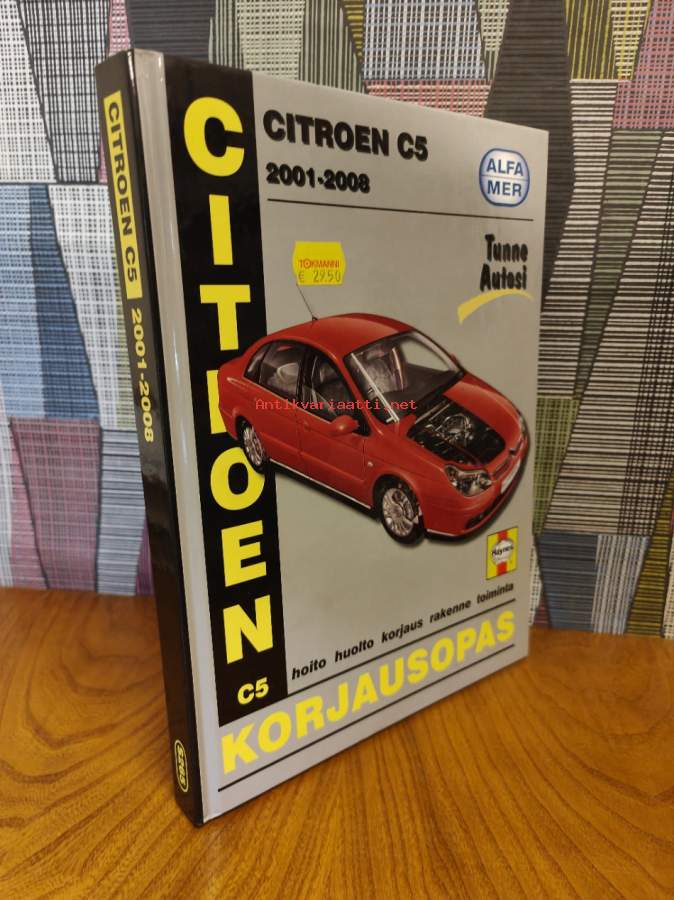 CITROEN C5
2001-2008
CITROEN
C5
CITROEN C5
2001-2008
ALFA
MER
Tunne
Autosi
TOKMANNI
€ 29.50
Antikvariaatti.net
Haynes
hoito huolto korjaus rakenne toiminta
KORJAUSOPAS